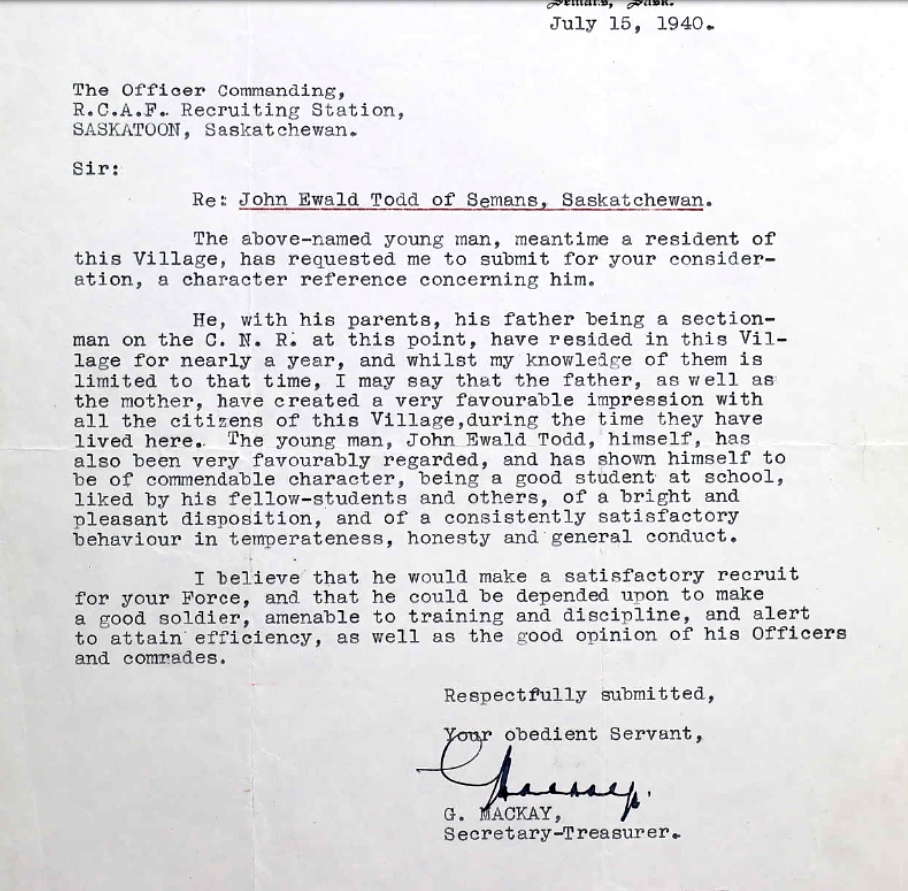 Semans, Sask.
July 15, 1940.
The Officer Commanding,
R.C.A.F. Recruiting Station,
SASKATOON, Saskatchewan.
Sir:
Re: John Ewald Todd of Semans, Saskatchewan.
The above-named young man, meantime a resident of
this Village, has requested me to submit for your consider-
ation, a character reference concerning him.
He, with his parents, his father being a section-
man on the C. N. R. at this point, have resided in this Vil-
lage for nearly a year, and whilst my knowledge of them is
limited to that time, I may say that the father, as well as
the mother, have created a very favourable impression with
all the citizens of this Village,during the time they have
lived here. The young man, John Ewald Todd, himself, has
also been very favourably regarded, and has shown himself to
be of commendable character, being a good student at school,
liked by his fellow-students and others, of a bright and
pleasant disposition, and of a consistently satisfactory
behaviour in temperateness, honesty and general conduct.
I believe that he would make a satisfactory recruit
for your Force, and that he could be depended upon to make
a good soldier, amenable to training and discipline, and alert
to attain efficiency, as well as the good opinion of his Officers
and comrades.
Respectfully submitted,
Your obedient Servant,
GMackay.
G. MACKAY,
Secretary-Treasurer.